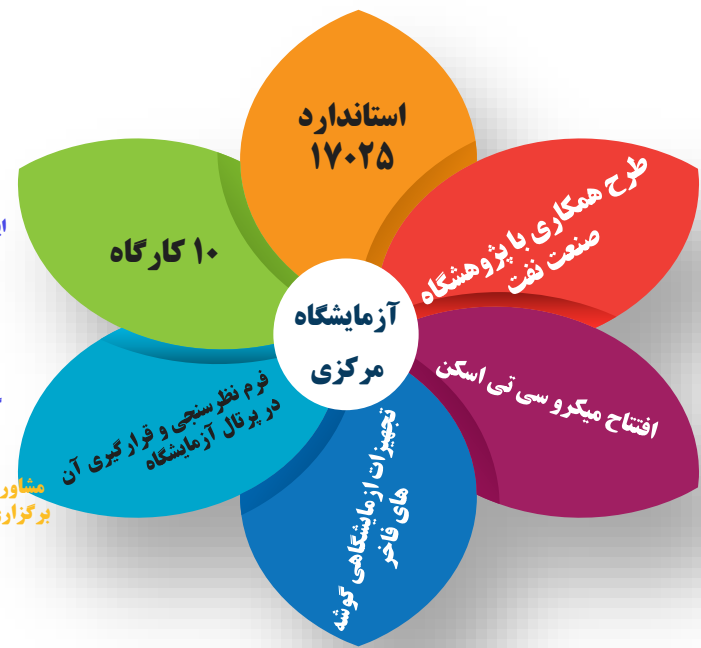 استاندارد
۱۷۰۲۵
طرح همکاری با پژوهشگاه
صنعت نفت
۱۰ کارگاه
آزمایشگاه
مرکزی
افتتاح میکرو سی تی اسکن
فرم نظرسنجی و قرارگیری آن
در پرتال آزمایشگاه
تجهیزات ازمایشگاهی گوشه
های فاخر